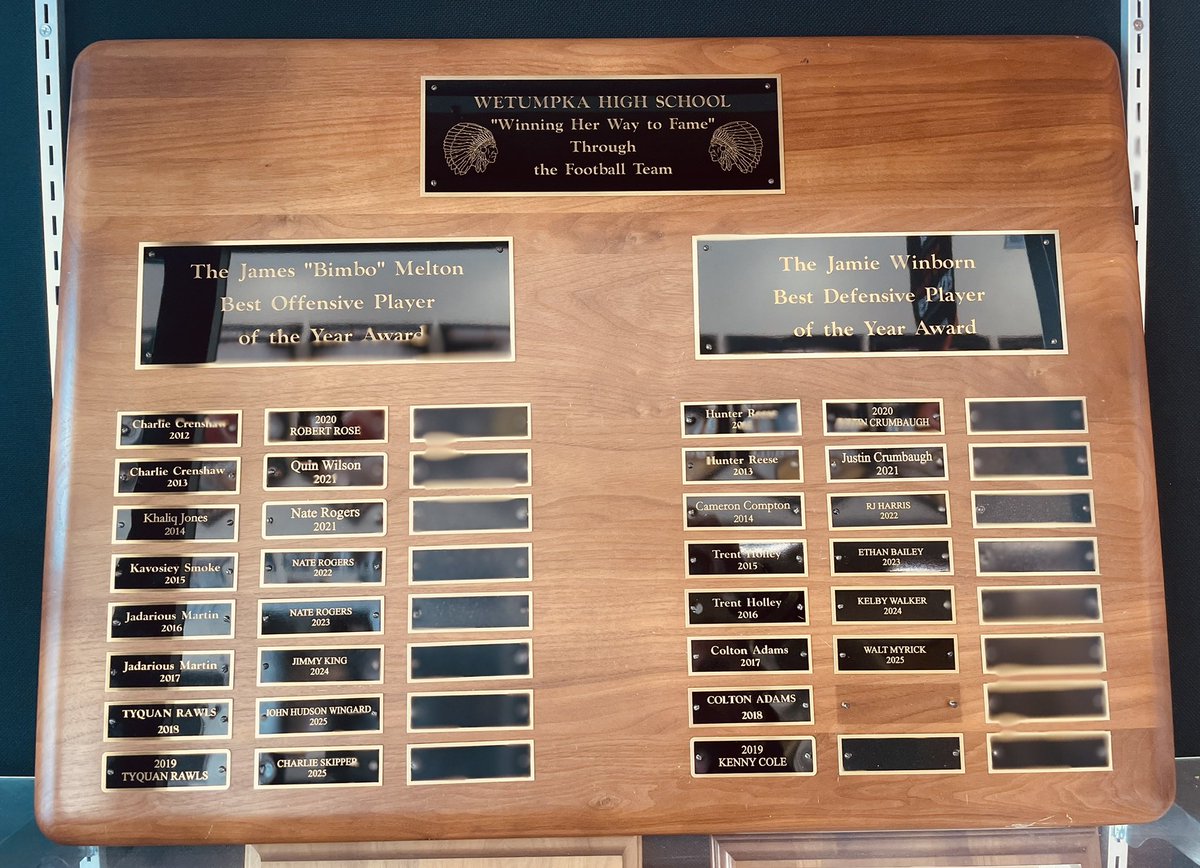 WETUMPKA HIGH SCHOOL
"Winning Her Way to Fame"
Through
the Football Team
The James "Bimbo" Melton
Best Offensive Player
of the Year Award
Charlie Crenshaw
2012
Charlie Crenshaw
2013
Khaliq Jones
2014
Kavosiey Smoke
2015
Jadarious Martin
2016
Jadarious Martin
2017
TYQUAN RAWLS
2018
2019
TYQUAN RAWLS
2020
ROBERT ROSE
Quin Wilson
2021
Nate Rogers
2021
NATE ROGERS
2022
NATE ROGERS
2023
JIMMY KING
2024
JOHN HUDSON WINGARD
2025
CHARLIE SKIPPER
2025
The Jamie Winborn
Best Defensive Player
of the Year Award
Hunter Reese
Hunter Reese
2013
Cameron Compton
2014
Trent Holley
2015
Trent Holley
2016
Colton Adams
2017
COLTON ADAMS
2018
2019
KENNY COLE
2020
CRUMBAUGH
Justin Crumbaugh
2021
RJ HARRIS
2022
ETHAN BAILEY
2023
KELBY WALKER
2024
WALT MYRICK
2025